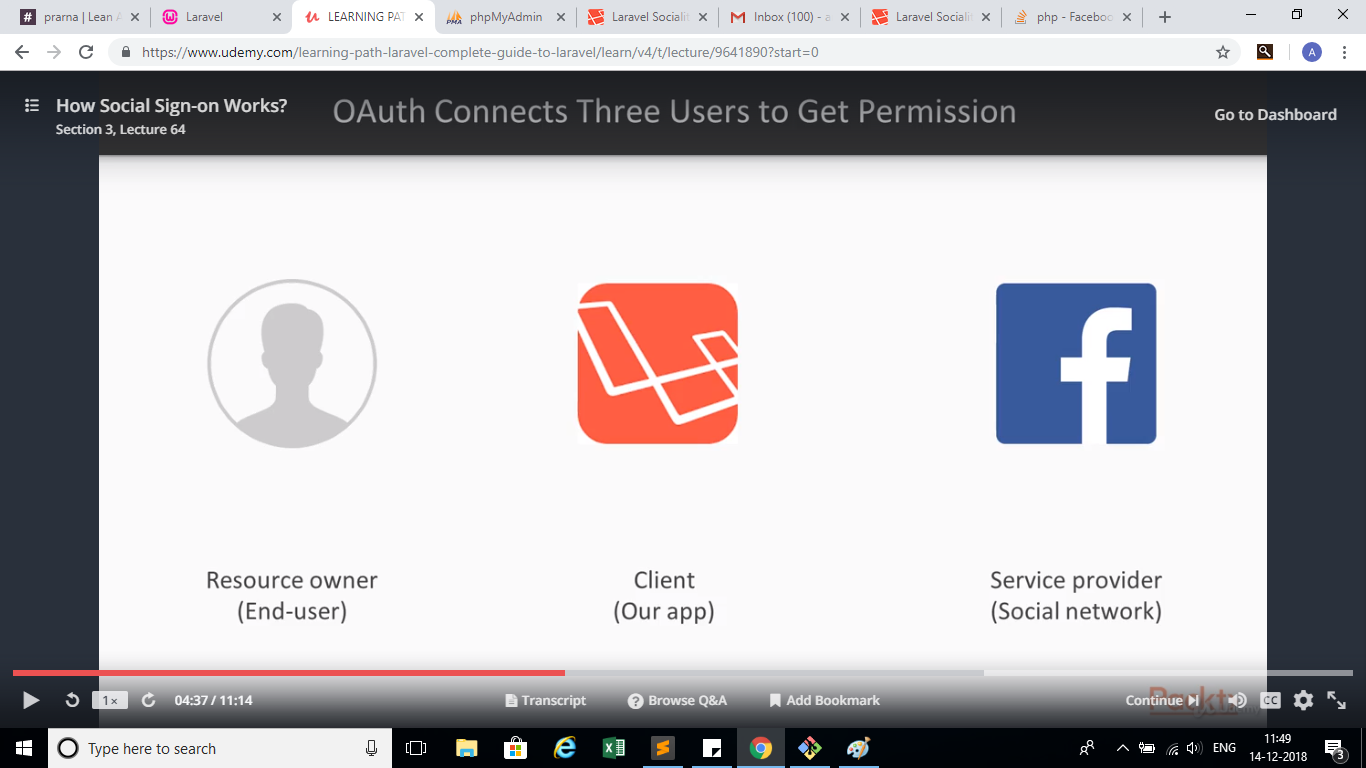 prarna | Lean A
Laravel
LEARNING PAT
phpMyAdmin
Laravel Sociali
Inbox (100) - a
Laravel Sociali
php - Faceboo
https://www.udemy.com/learning-path-laravel-complete-guide-to-laravel/learn/v4/t/lecture/9641890?start=0
A
How Social Sign-on Works?
Section 3, Lecture 64
OAuth Connects Three Users to Get Permission
Go to Dashboard
Resource owner
(End-user)
Client
(Our app)
Service provider
(Social network)
1×
04:37 / 11:14
Transcript
Browse Q&A
Add Bookmark
Continue
Packt
CC
Type here to search
ENG
11:49
14-12-2018
3